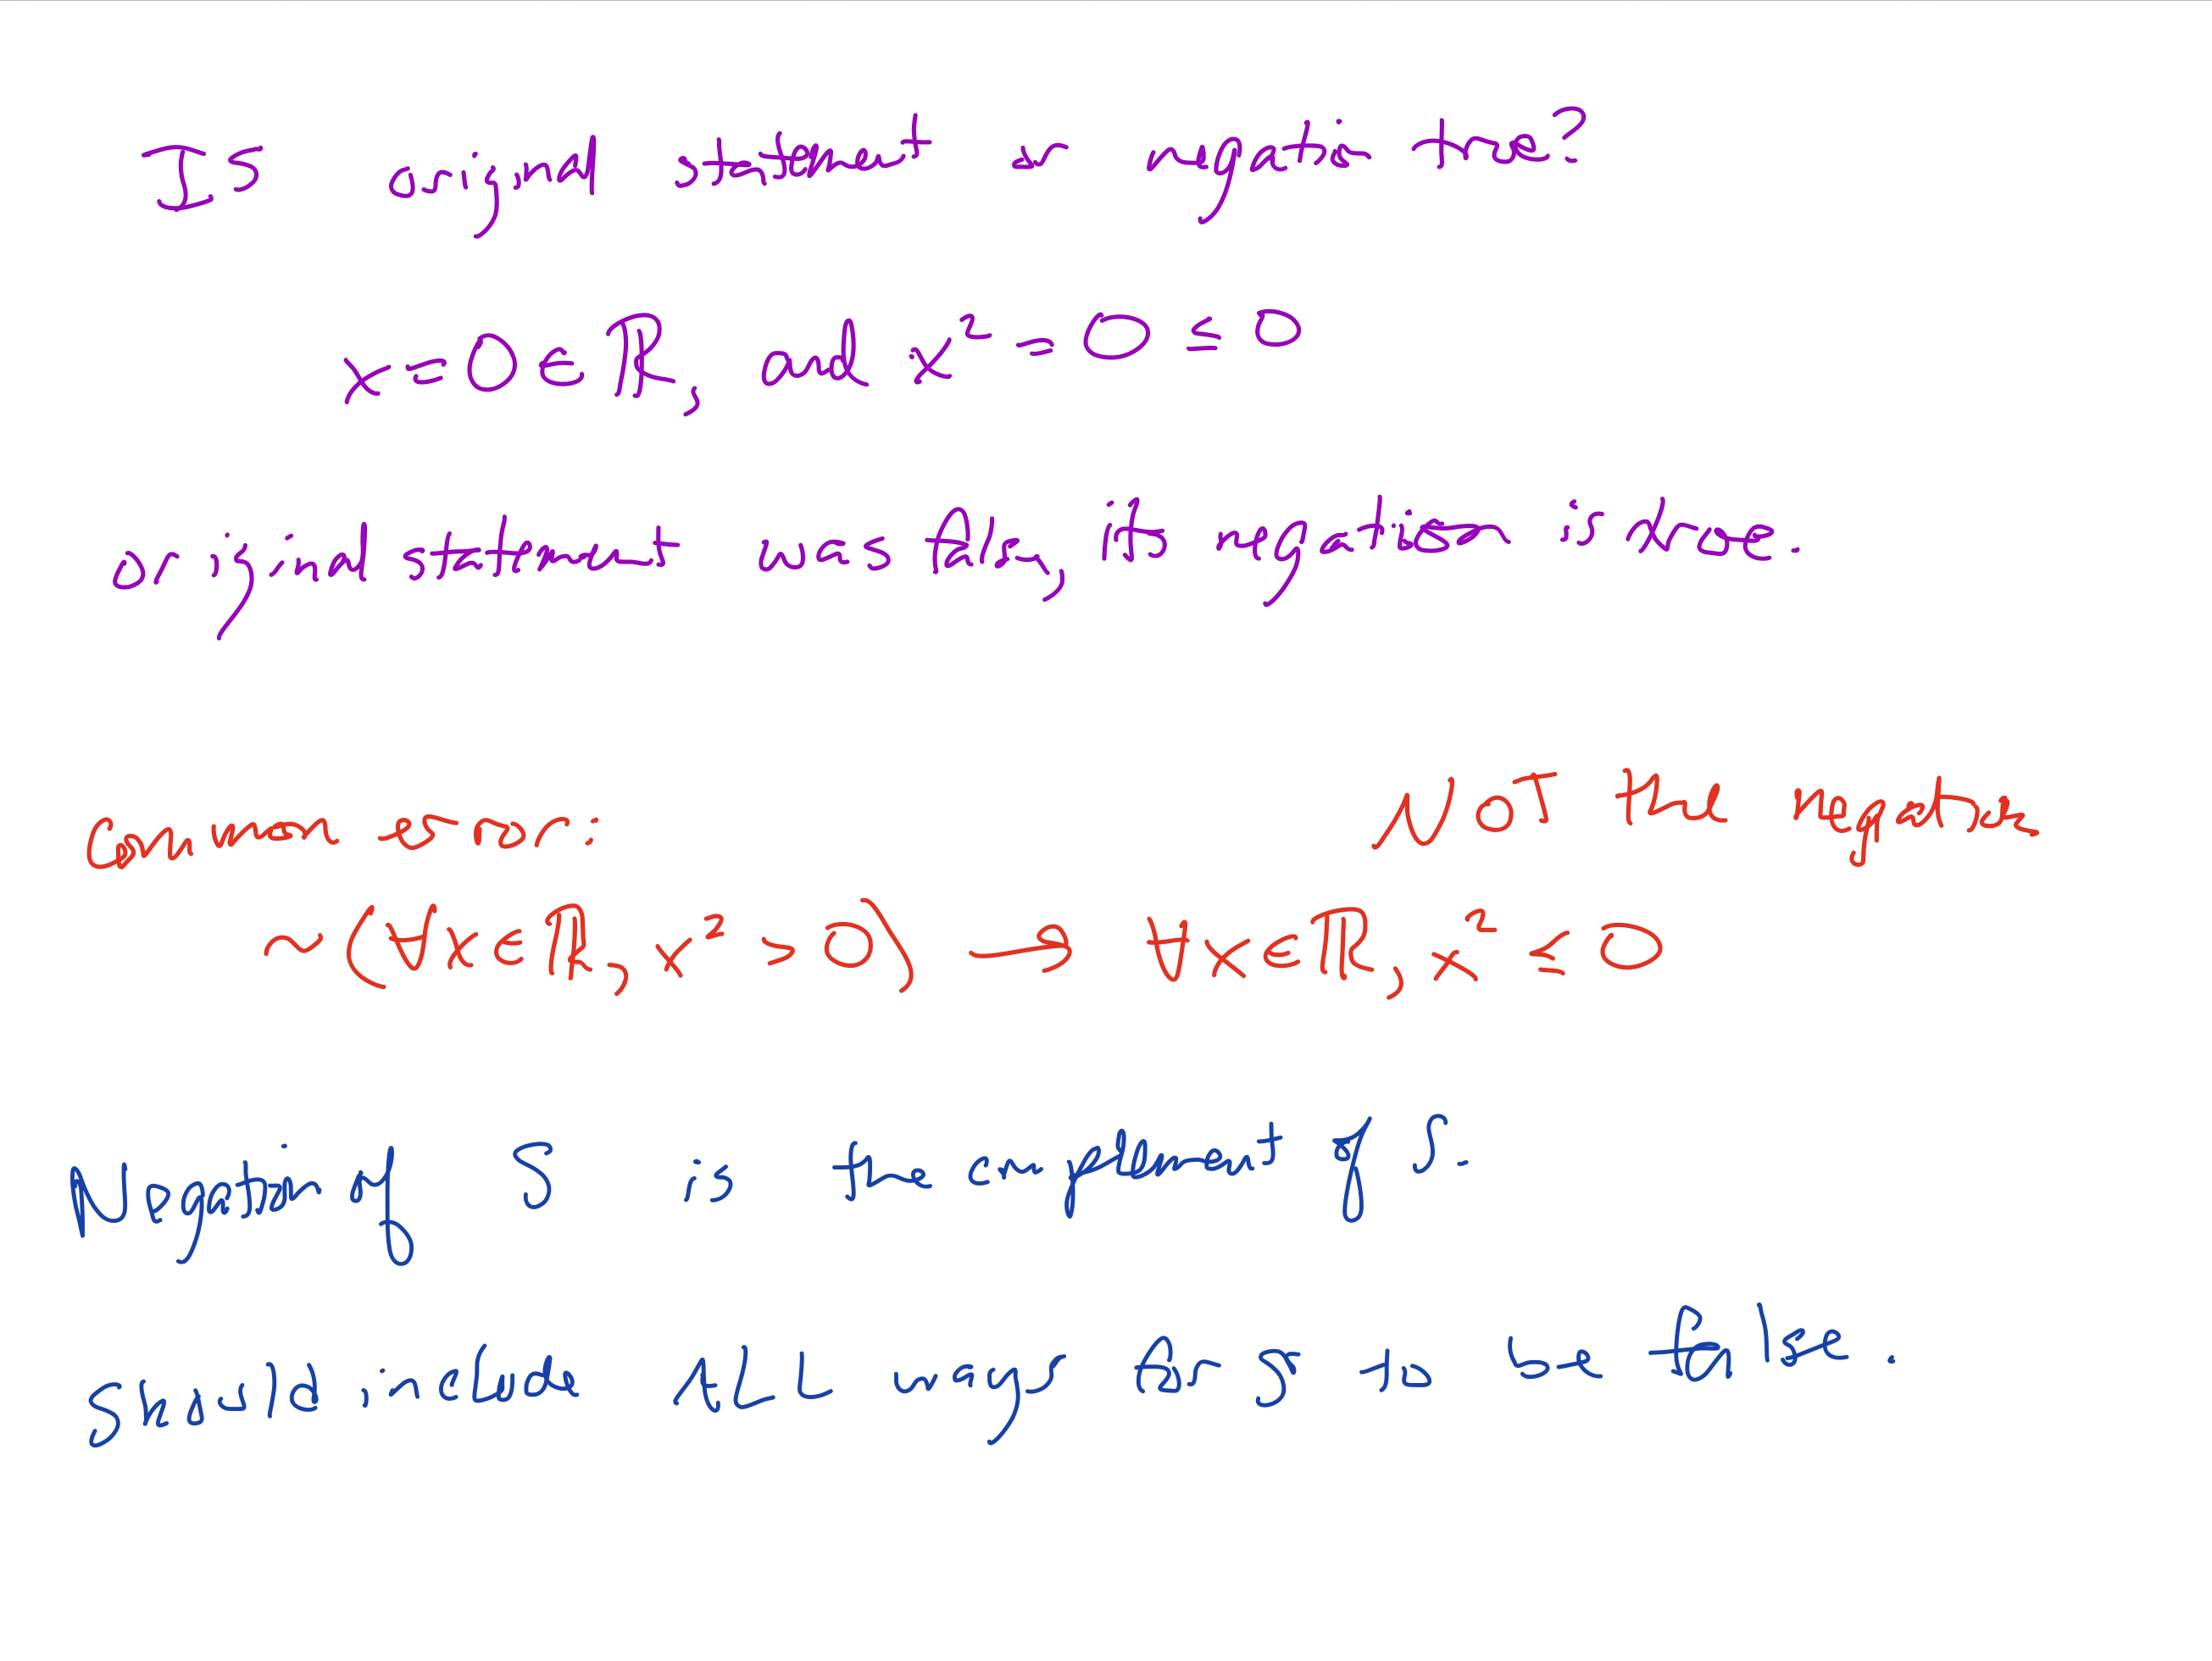 Is original statement or negation true?
x = 0 ∈ ℝ, and x² = 0 ≤ 0
original statement was false, it negation is true.
common error: NOT the negation
~(∀x∈ℝ, x² > 0) → ∀x∈ℝ, x² ≤ 0
Negation of S is the complement of S.
Should include ALL ways for S to be false.